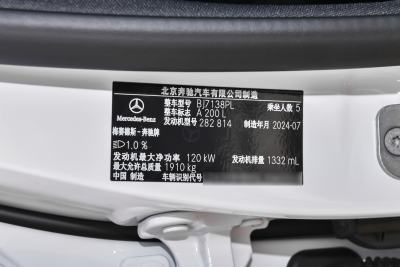 北京奔驰汽车有限公司制造
整车型号 BJ7138PL 乘坐人数 5
整车标志 A 200 L
发动机型号 282 814 制造年月 2024-07
Mercedes-Benz
梅赛德斯-奔驰牌
1.0 %
发动机最大净功率 120 kW 发动机排量 1332 mL
最大允许总质量 1910 kg
中国 制造 车辆识别代号